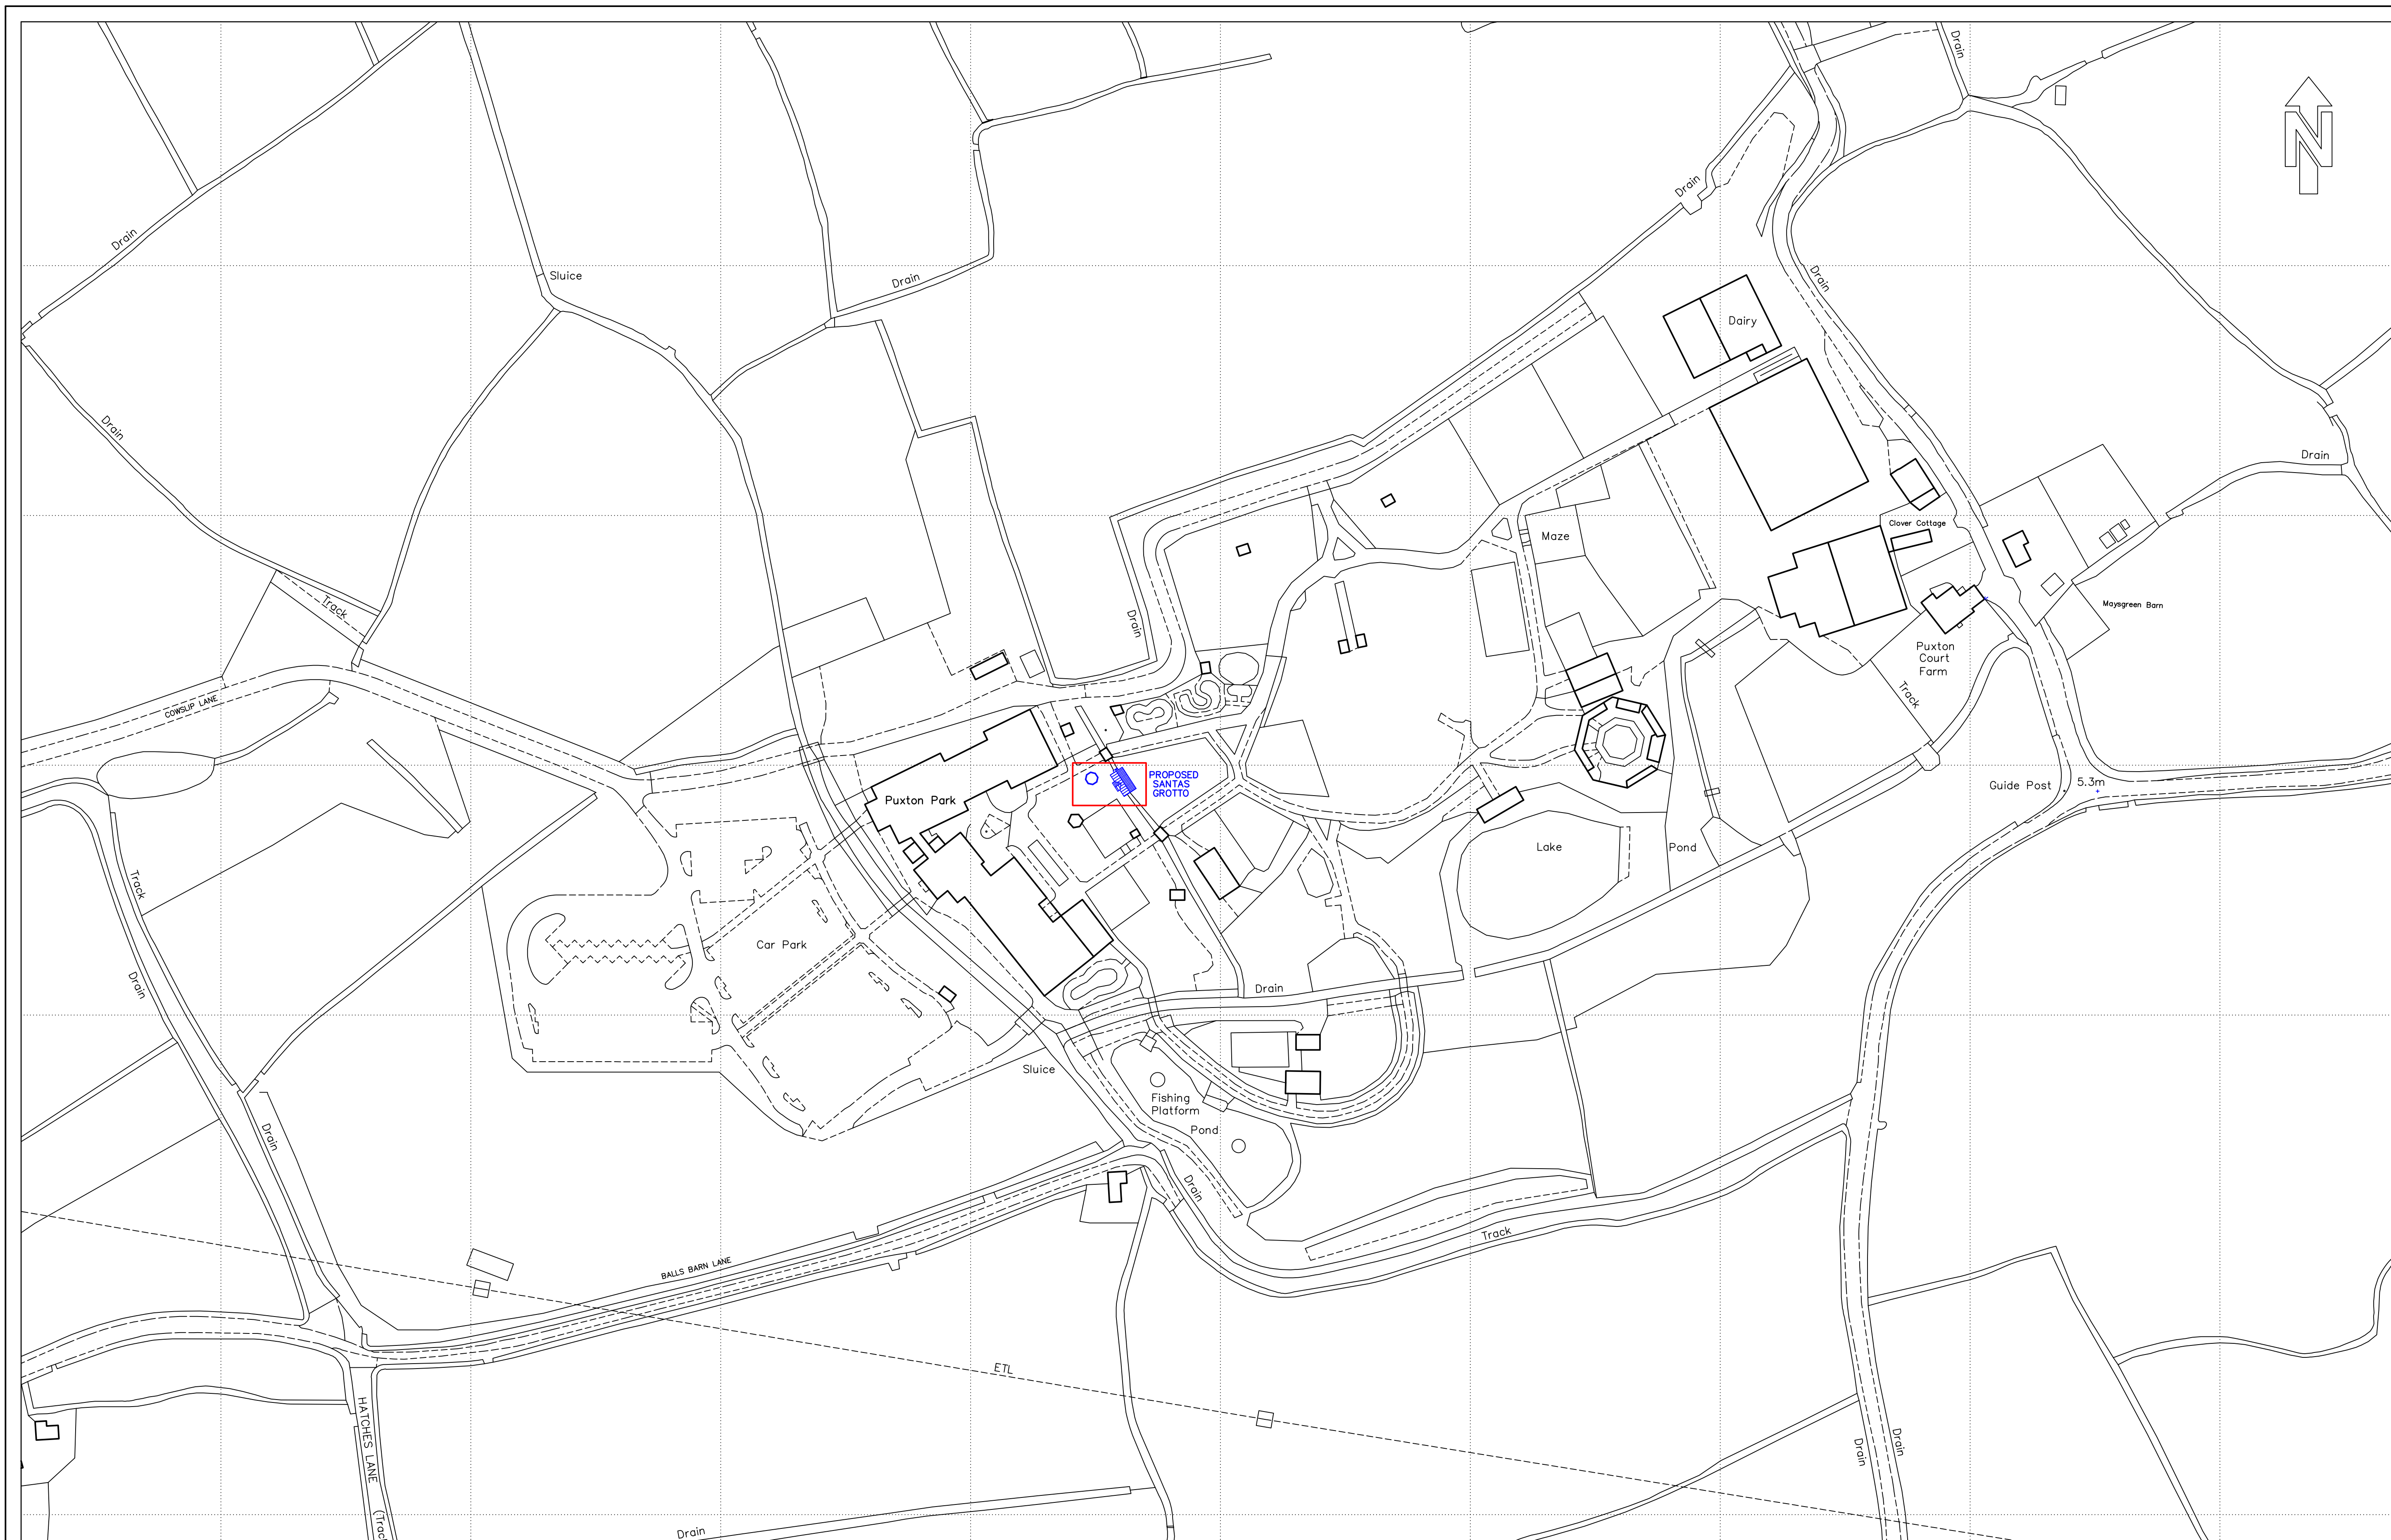 Drain
N
Drain
Drain
Sluice
Drain
Drain
Drain
Dairy
Drain
Drain
Clover Cottage
Maze
Track
Maysgreen Barn
Drain
Puxton
Court
Farm
Track
COWSLIP LANE
PROPOSED
SANTAS
GROTTO
Guide Post
5.3m
Puxton Park
Lake
Pond
Track
Car Park
Drain
Drain
Sluice
Fishing
Platform
Pond
Drain
Drain
Track
BALLS BARN LANE
ETL
HATCHES LANE
(Trac
Drain
Drain
Drain